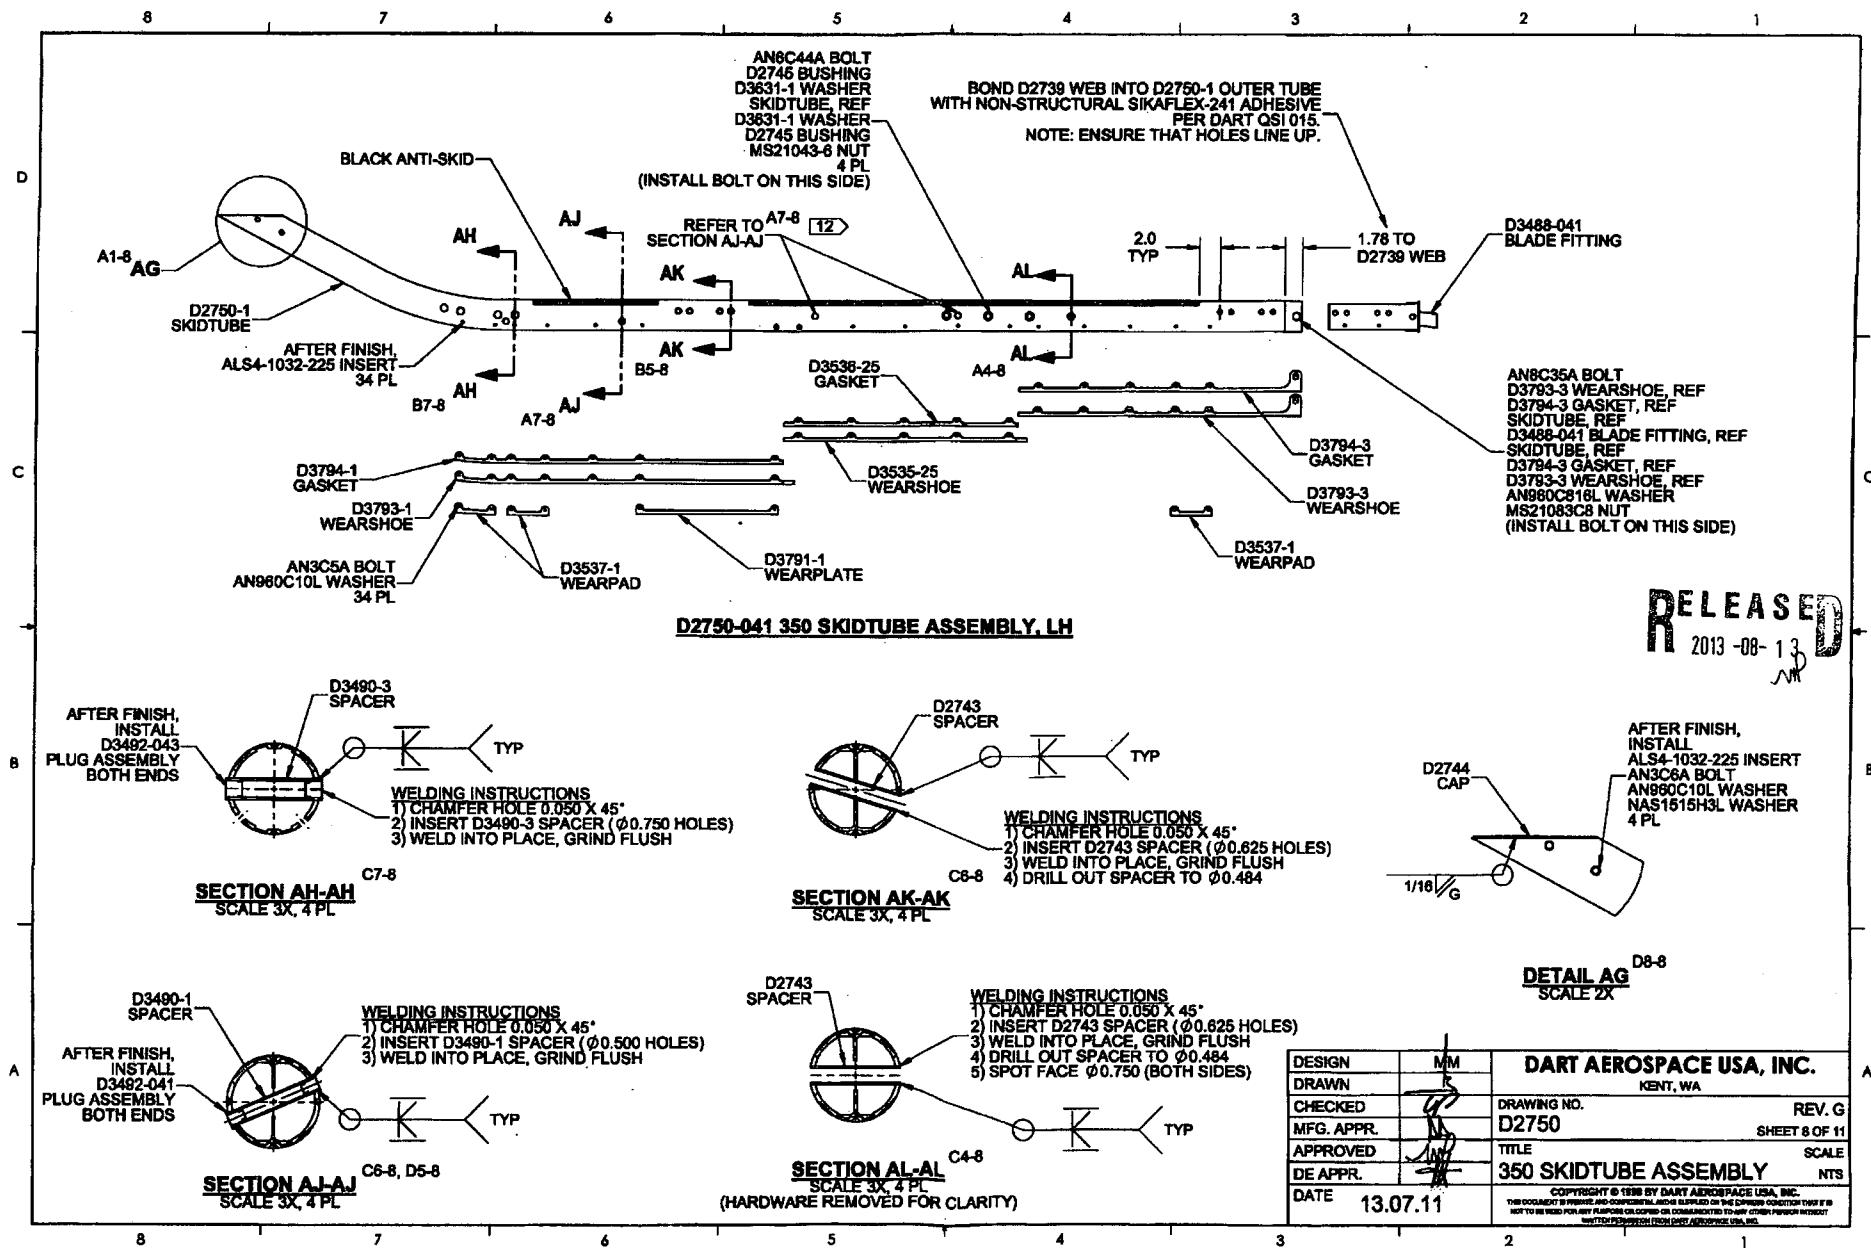 8 7 6 5 4 3 2 1
AN6C44A BOLT
D2745 BUSHING
D3631-1 WASHER
SKIDTUBE, REF
D3631-1 WASHER
D2745 BUSHING
MS21043-6 NUT
4 PL
(INSTALL BOLT ON THIS SIDE)
BOND D2739 WEB INTO D2750-1 OUTER TUBE
WITH NON-STRUCTURAL SIKAFLEX-241 ADHESIVE
PER DART QSI 015.
NOTE: ENSURE THAT HOLES LINE UP.
BLACK ANTI-SKID
D
A1-8 AG
AH
AJ
REFER TO
SECTION AJ-AJ
A7-8
12
AK
AL
2.0
TYP
1.78 TO
D2739 WEB
D3488-041
BLADE FITTING
D2750-1
SKIDTUBE
AFTER FINISH,
ALS4-1032-225 INSERT
34 PL
AH
B7-8
AJ
A7-8
AK
B5-8
AL
A4-8
D3536-25
GASKET
AN8C35A BOLT
D3793-3 WEARSHOE, REF
D3794-3 GASKET, REF
SKIDTUBE, REF
D3488-041 BLADE FITTING, REF
SKIDTUBE, REF
D3794-3 GASKET, REF
D3793-3 WEARSHOE, REF
AN960C816L WASHER
MS21083C8 NUT
(INSTALL BOLT ON THIS SIDE)
C
C
D3794-1
GASKET
D3793-1
WEARSHOE
D3535-25
WEARSHOE
D3794-3
GASKET
D3793-3
WEARSHOE
AN3C5A BOLT
AN960C10L WASHER
34 PL
D3537-1
WEARPAD
D3791-1
WEARPLATE
D3537-1
WEARPAD
D2750-041 350 SKIDTUBE ASSEMBLY, LH
RELEASED
2013-08-13
B
B
D3490-3
SPACER
AFTER FINISH,
INSTALL
D3492-043
PLUG ASSEMBLY
BOTH ENDS
K
TYP
WELDING INSTRUCTIONS
1) CHAMFER HOLE 0.050 X 45°
2) INSERT D3490-3 SPACER (Ø0.750 HOLES)
3) WELD INTO PLACE, GRIND FLUSH
C7-8
SECTION AH-AH
SCALE 3X, 4 PL
D2743
SPACER
K
TYP
WELDING INSTRUCTIONS
1) CHAMFER HOLE 0.050 X 45°
2) INSERT D2743 SPACER (Ø0.625 HOLES)
3) WELD INTO PLACE, GRIND FLUSH
4) DRILL OUT SPACER TO Ø0.484
C6-8
SECTION AK-AK
SCALE 3X, 4 PL
D2744
CAP
AFTER FINISH,
INSTALL
ALS4-1032-225 INSERT
AN3C6A BOLT
AN960C10L WASHER
NAS1515H3L WASHER
4 PL
1/16
G
D8-8
DETAIL AG
SCALE 2X
A
A
D3490-1
SPACER
AFTER FINISH,
INSTALL
D3492-041
PLUG ASSEMBLY
BOTH ENDS
WELDING INSTRUCTIONS
1) CHAMFER HOLE 0.050 X 45°
2) INSERT D3490-1 SPACER (Ø0.500 HOLES)
3) WELD INTO PLACE, GRIND FLUSH
K
TYP
C6-8, D5-8
SECTION AJ-AJ
SCALE 3X, 4 PL
D2743
SPACER
WELDING INSTRUCTIONS
1) CHAMFER HOLE 0.050 X 45°
2) INSERT D2743 SPACER (Ø0.625 HOLES)
3) WELD INTO PLACE, GRIND FLUSH
4) DRILL OUT SPACER TO Ø0.484
5) SPOT FACE Ø0.750 (BOTH SIDES)
K
TYP
C4-8
SECTION AL-AL
SCALE 3X, 4 PL
(HARDWARE REMOVED FOR CLARITY)
DESIGN MM
DRAWN
CHECKED
MFG. APPR.
APPROVED
DE APPR.
DATE 13.07.11
DART AEROSPACE USA, INC.
KENT, WA
DRAWING NO. REV. G
D2750 SHEET 8 OF 11
TITLE SCALE
350 SKIDTUBE ASSEMBLY NTS
COPYRIGHT © 1998 BY DART AEROSPACE USA, INC.
8 7 6 5 4 3 2 1